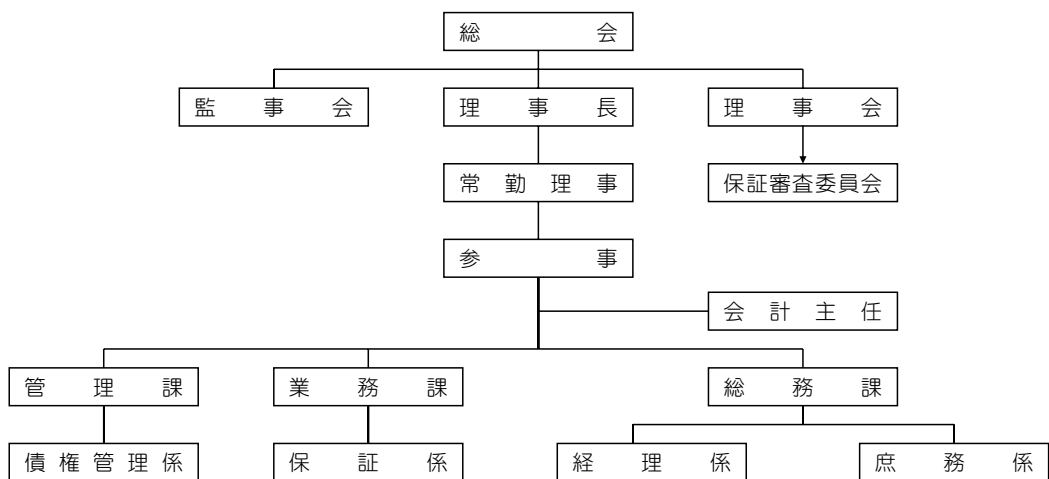 総会
監事会
理事長
理事会
常勤理事
保証審査委員会
参事
会計主任
管理課
業務課
総務課
債権管理係
保証係
経理係
庶務係